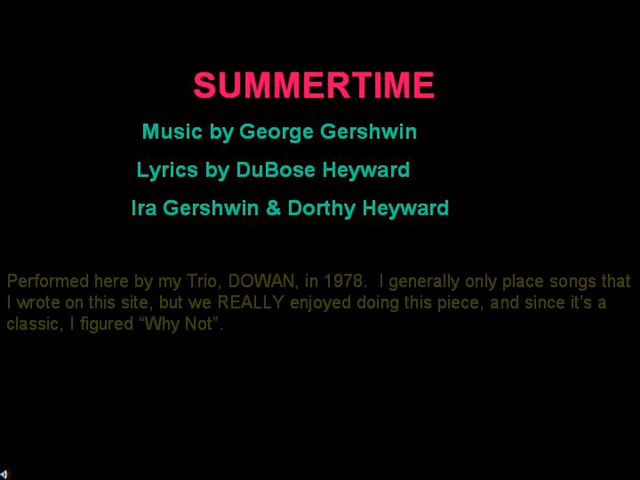 SUMMERTIME
Music by George Gershwin
Lyrics by DuBose Heyward
Ira Gershwin & Dorthy Heyward
Performed here by my Trio, DOWAN, in 1978.  I generally only place songs that
I wrote on this site, but we REALLY enjoyed doing this piece, and since it's a
classic, I figured “Why Not”.